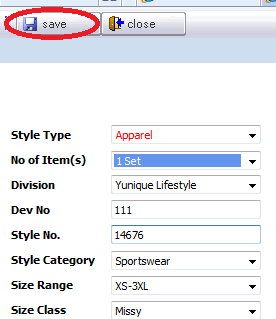 save close
Style Type Apparel
No of Item(s) 1 Set
Division Yunique Lifestyle
Dev No 111
Style No. 14676
Style Category Sportswear
Size Range XS-3XL
Size Class Missy